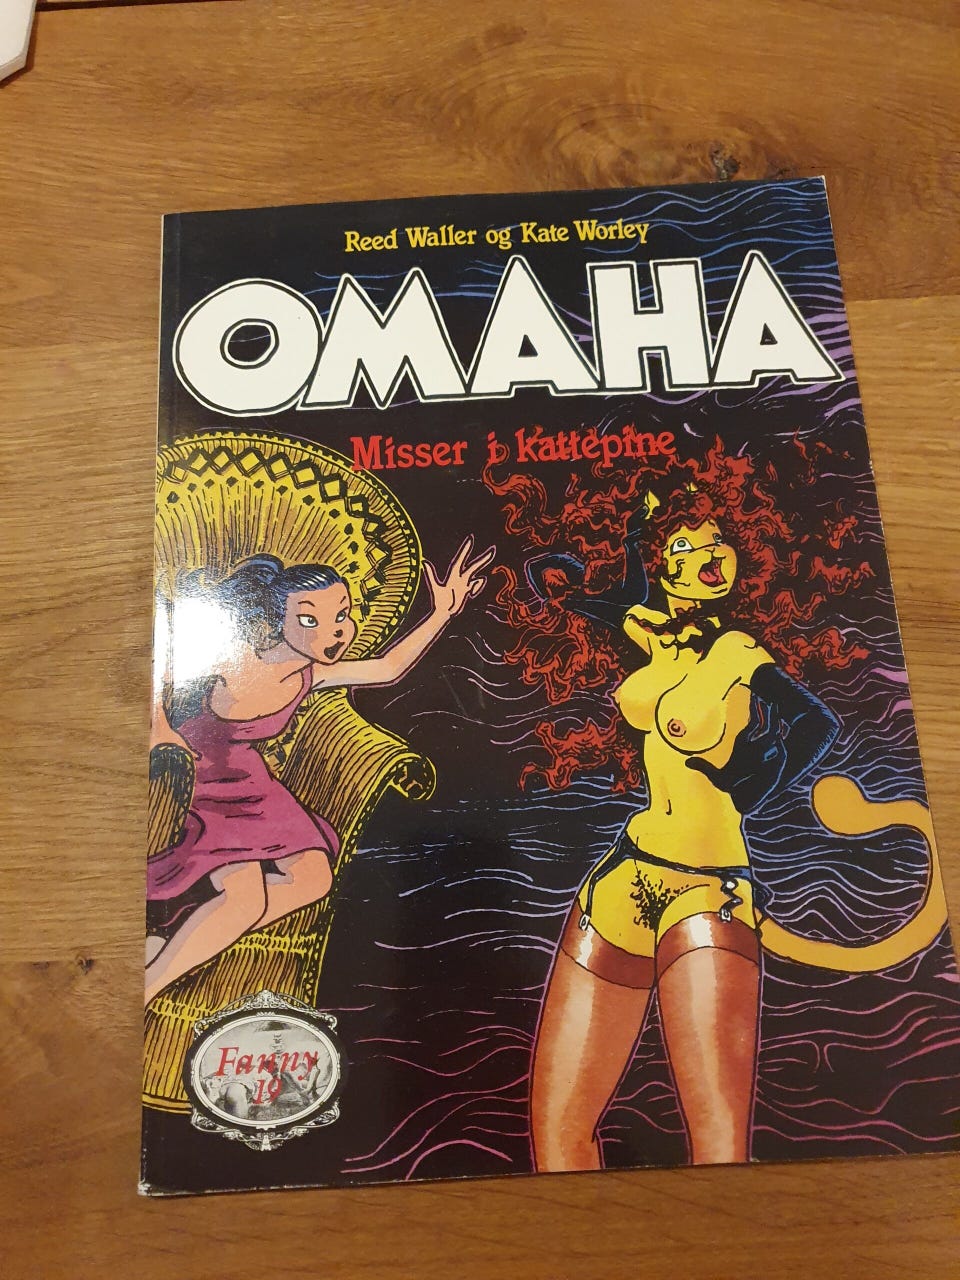 Reed Waller og Kate Worley
OMAHA
Misser i kattepine
Fanny
19